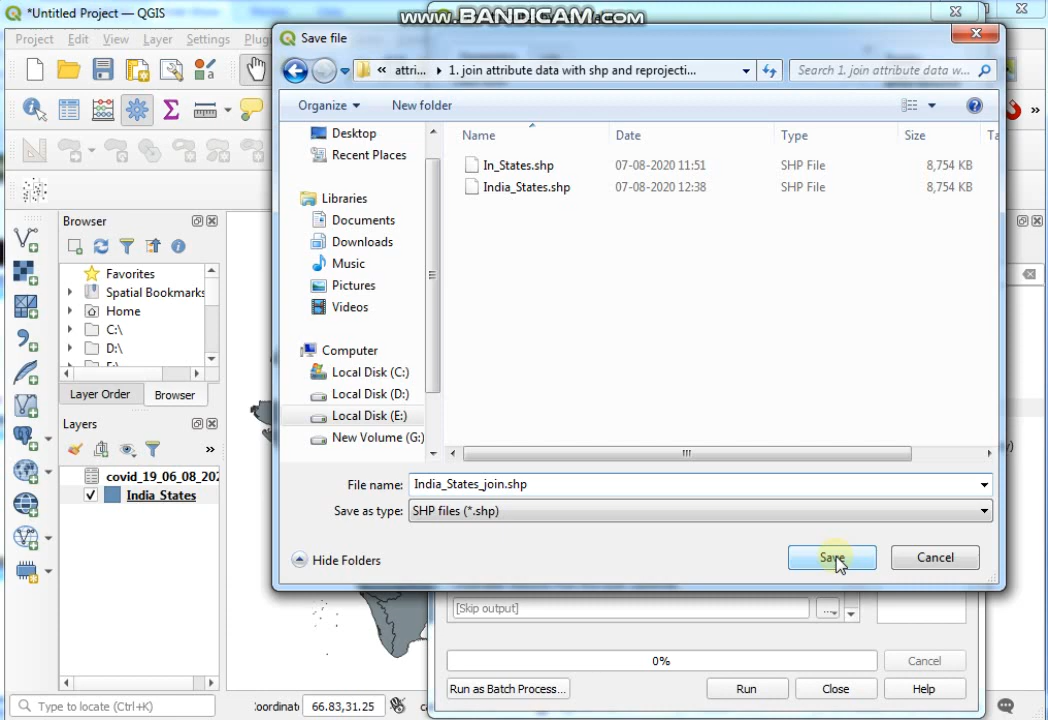 *Untitled Project - QGIS
www.BANDICAM.com
Project Edit View Layer Settings
Save file
« attri... 1. join attribute data with shp and reprojecti...
Search 1. join attribute data w...
Organize New folder
Name Date Type Size
In_States.shp 07-08-2020 11:51 SHP File 8,754 KB
India_States.shp 07-08-2020 12:38 SHP File 8,754 KB
Desktop
Recent Places
Libraries
Documents
Downloads
Music
Pictures
Videos
Computer
Local Disk (C:)
Local Disk (D:)
Local Disk (E:)
New Volume (G:)
File name: India_States_join.shp
Save as type: SHP files (*.shp)
Hide Folders
Save Cancel
Browser
Favorites
Spatial Bookmarks
Home
C:\
D:\
Layer Order Browser
Layers
»
covid_19_06_08_202
India States
[Skip output]
...
0%
Cancel
Run as Batch Process...
Run Close Help
Type to locate (Ctrl+K)
66.83,31.25